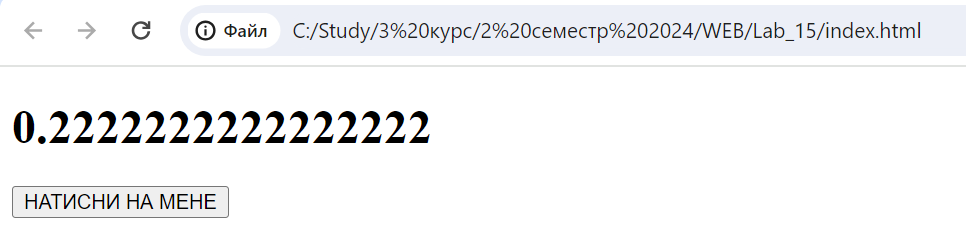 Файл C:/Study/3%20курс/2%20семестр%202024/WEB/Lab_15/index.html
0.2222222222222222
НАТИСНИ НА МЕНЕ